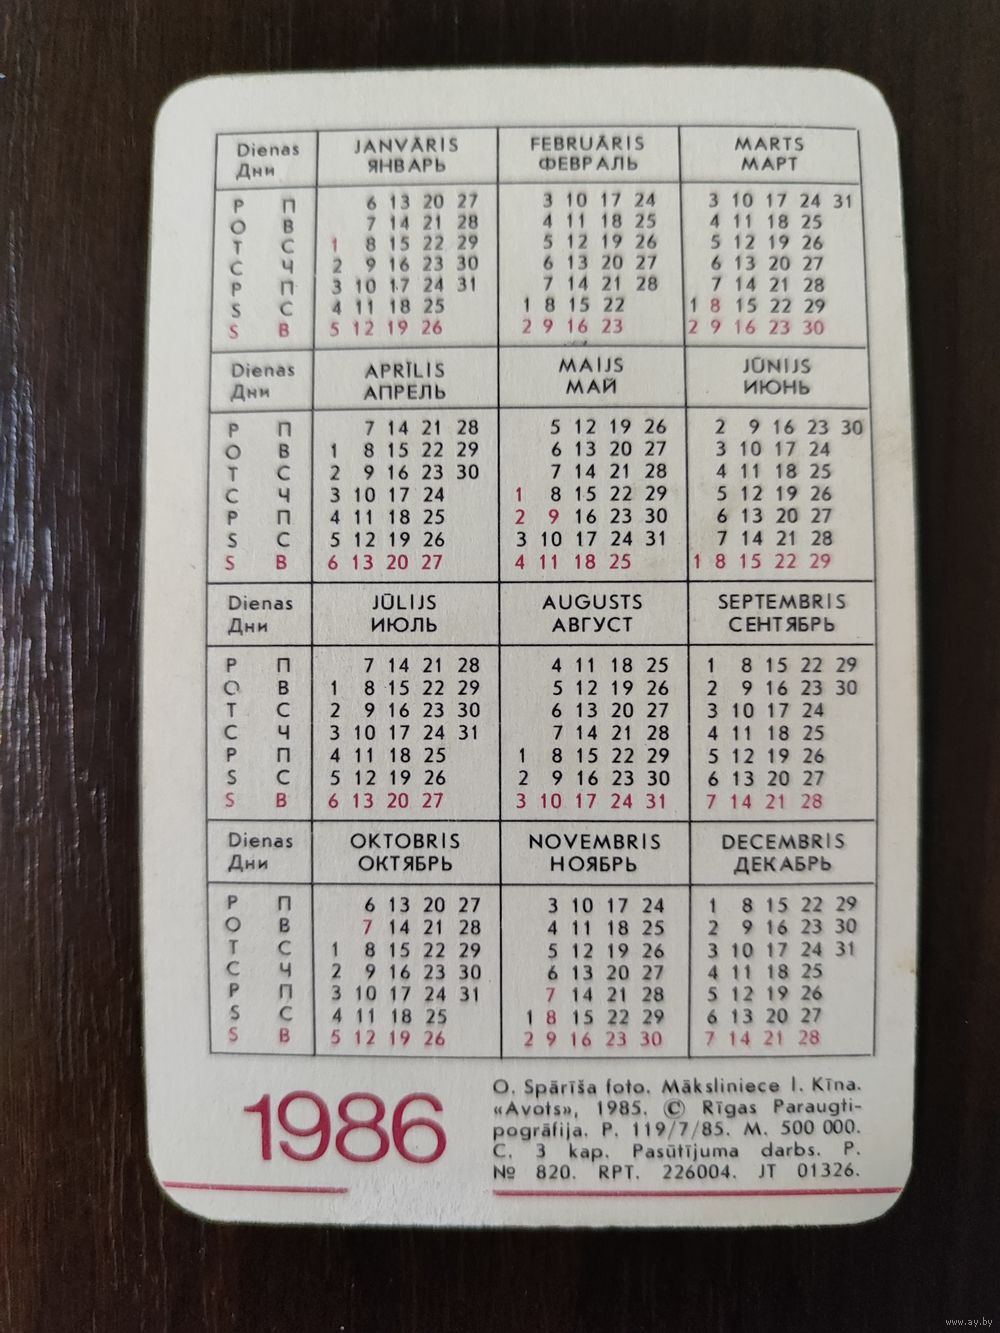 Dienas JANVĀRIS FEBRUĀRIS MARTS
Дни ЯНВАРЬ ФЕВРАЛЬ МАРТ
P П 6 13 20 27 3 10 17 24 3 10 17 24 31
O В 7 14 21 28 4 11 18 25 4 11 18 25
T С 1 8 15 22 29 5 12 19 26 5 12 19 26
C Ч 2 9 16 23 30 6 13 20 27 6 13 20 27
P П 3 10 17 24 31 7 14 21 28 7 14 21 28
S С 4 11 18 25 1 8 15 22 1 8 15 22 29
S В 5 12 19 26 2 9 16 23 2 9 16 23 30
Dienas APRĪLIS MAIJS JŪNIJS
Дни АПРЕЛЬ МАЙ ИЮНЬ
P П 7 14 21 28 5 12 19 26 2 9 16 23 30
O В 1 8 15 22 29 6 13 20 27 3 10 17 24
T С 2 9 16 23 30 7 14 21 28 4 11 18 25
C Ч 3 10 17 24 1 8 15 22 29 5 12 19 26
P П 4 11 18 25 2 9 16 23 30 6 13 20 27
S С 5 12 19 26 3 10 17 24 31 7 14 21 28
S В 6 13 20 27 4 11 18 25 1 8 15 22 29
Dienas JŪLIJS AUGUSTS SEPTEMBRIS
Дни ИЮЛЬ АВГУСТ СЕНТЯБРЬ
P П 7 14 21 28 4 11 18 25 1 8 15 22 29
O В 1 8 15 22 29 5 12 19 26 2 9 16 23 30
T С 2 9 16 23 30 6 13 20 27 3 10 17 24
C Ч 3 10 17 24 31 7 14 21 28 4 11 18 25
P П 4 11 18 25 1 8 15 22 29 5 12 19 26
S С 5 12 19 26 2 9 16 23 30 6 13 20 27
S В 6 13 20 27 3 10 17 24 31 7 14 21 28
Dienas OKTOBRIS NOVEMBRIS DECEMBRIS
Дни ОКТЯБРЬ НОЯБРЬ ДЕКАБРЬ
P П 6 13 20 27 3 10 17 24 1 8 15 22 29
O В 7 14 21 28 4 11 18 25 2 9 16 23 30
T С 1 8 15 22 29 5 12 19 26 3 10 17 24 31
C Ч 2 9 16 23 30 6 13 20 27 4 11 18 25
P П 3 10 17 24 31 7 14 21 28 5 12 19 26
S С 4 11 18 25 1 8 15 22 29 6 13 20 27
S В 5 12 19 26 2 9 16 23 30 7 14 21 28
1986
O. Spārīša foto. Māksliniece I. Kīna.
«Avots», 1985. © Rīgas Paraugti-
pogrāfija. P. 119/7/85. M. 500 000.
C. 3 kap. Pasūtījuma darbs. P.
№ 820. RPT. 226004. JT 01326.
www.ay.by